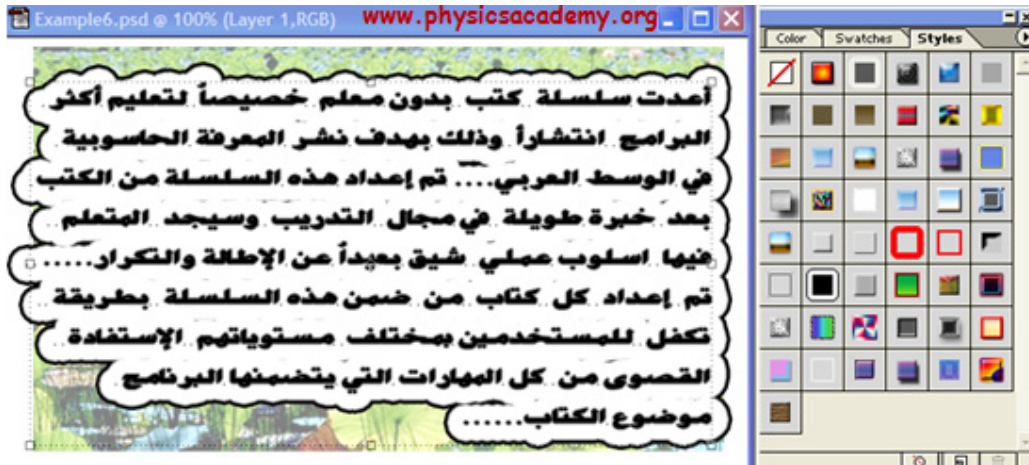 Example6.psd @ 100% (Layer 1,RGB)
www.physicsacademy.org
Color Swatches Styles
أعدت سلسلة كتب بدون معلم خصيصاً لتعليم أكثر
البرامج انتشاراً وذلك بهدف نشر المعرفة الحاسوبية
في الوسط العربي.... تم إعداد هذه السلسلة من الكتب
بعد خبرة طويلة في مجال التدريب وسيجد المتعلم
فيها اسلوب عملي شيق بعيداً عن الإطالة والتكرار.....
تم إعداد كل كتاب من ضمن هذه السلسلة بطريقة
تكفل للمستخدمين بمختلف مستوياتهم الإستفادة
القصوى من كل المهارات التي يتضمنها البرنامج
موضوع الكتاب......